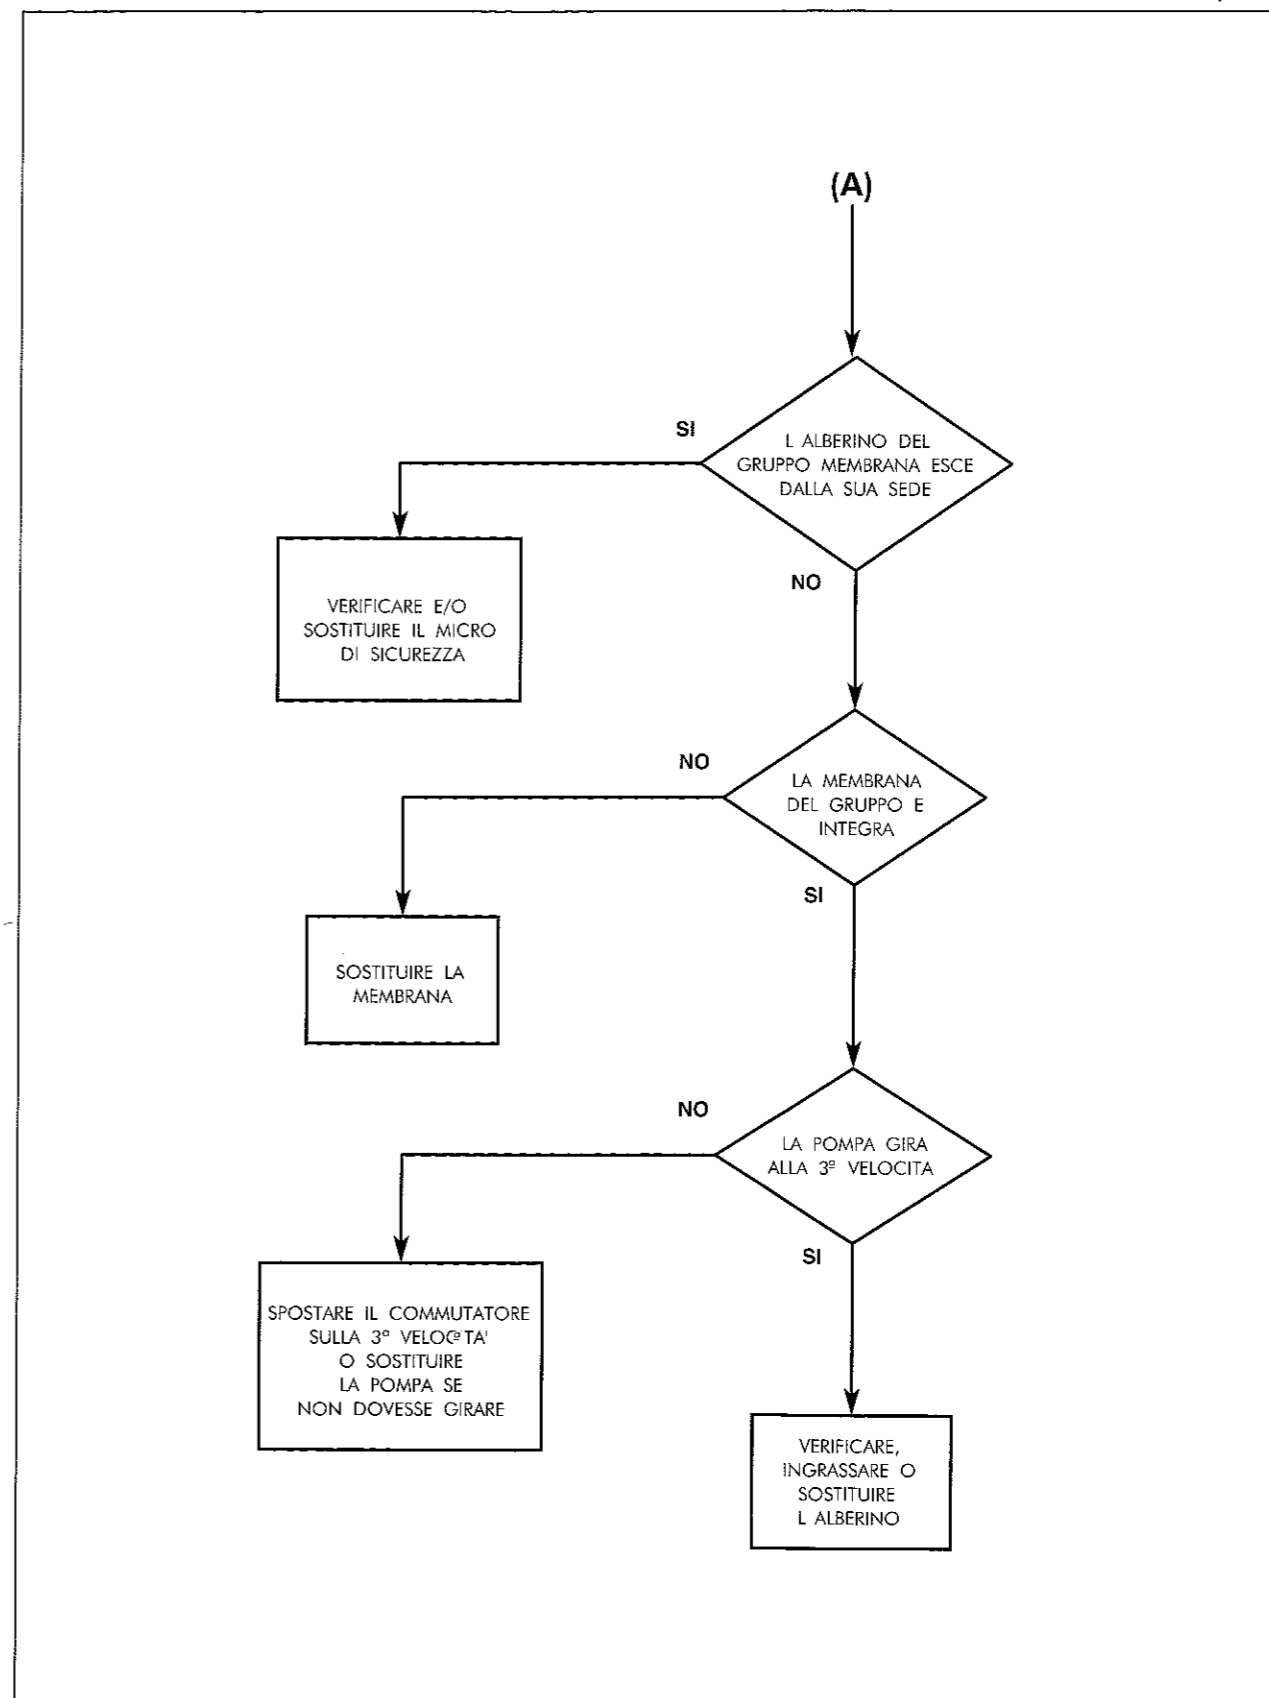 (A)
SI
L ALBERINO DEL
GRUPPO MEMBRANA ESCE
DALLA SUA SEDE
NO
VERIFICARE E/O
SOSTITUIRE IL MICRO
DI SICUREZZA
NO
LA MEMBRANA
DEL GRUPPO E
INTEGRA
SI
SOSTITUIRE LA
MEMBRANA
NO
LA POMPA GIRA
ALLA 3ª VELOCITA
SI
SPOSTARE IL COMMUTATORE
SULLA 3ª
O SOSTITUIRE
LA POMPA SE
NON DOVESSE GIRARE
VERIFICARE,
INGRASSARE O
SOSTITUIRE
L ALBERINO